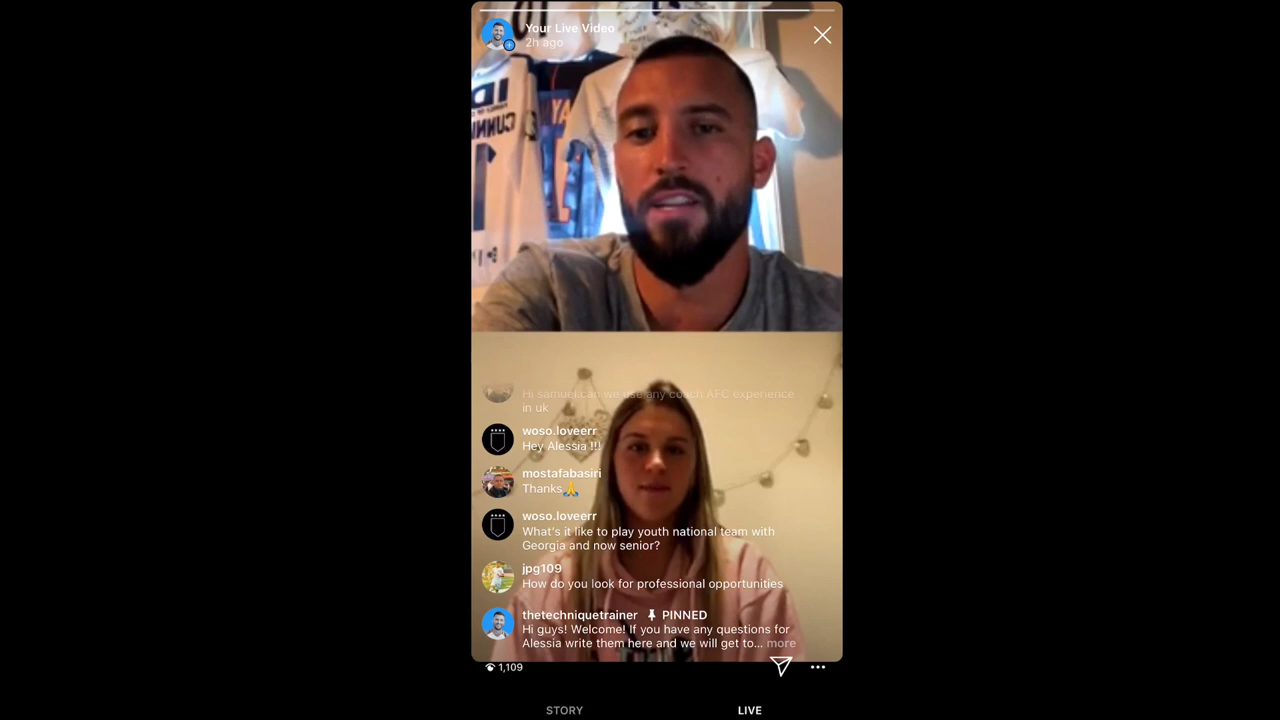 Your Live Video
2h ago
Hi samuel.can we use any coach AFC experience
in uk
woso.loveerr
Hey Alessia !!!
mostafabasiri
Thanks🙏
woso.loveerr
What's it like to play youth national team with
Georgia and now senior?
jpg109
How do you look for professional opportunities
thetechniquetrainer PINNED
Hi guys! Welcome! If you have any questions for
Alessia write them here and we will get to... more
1,109
STORY
LIVE